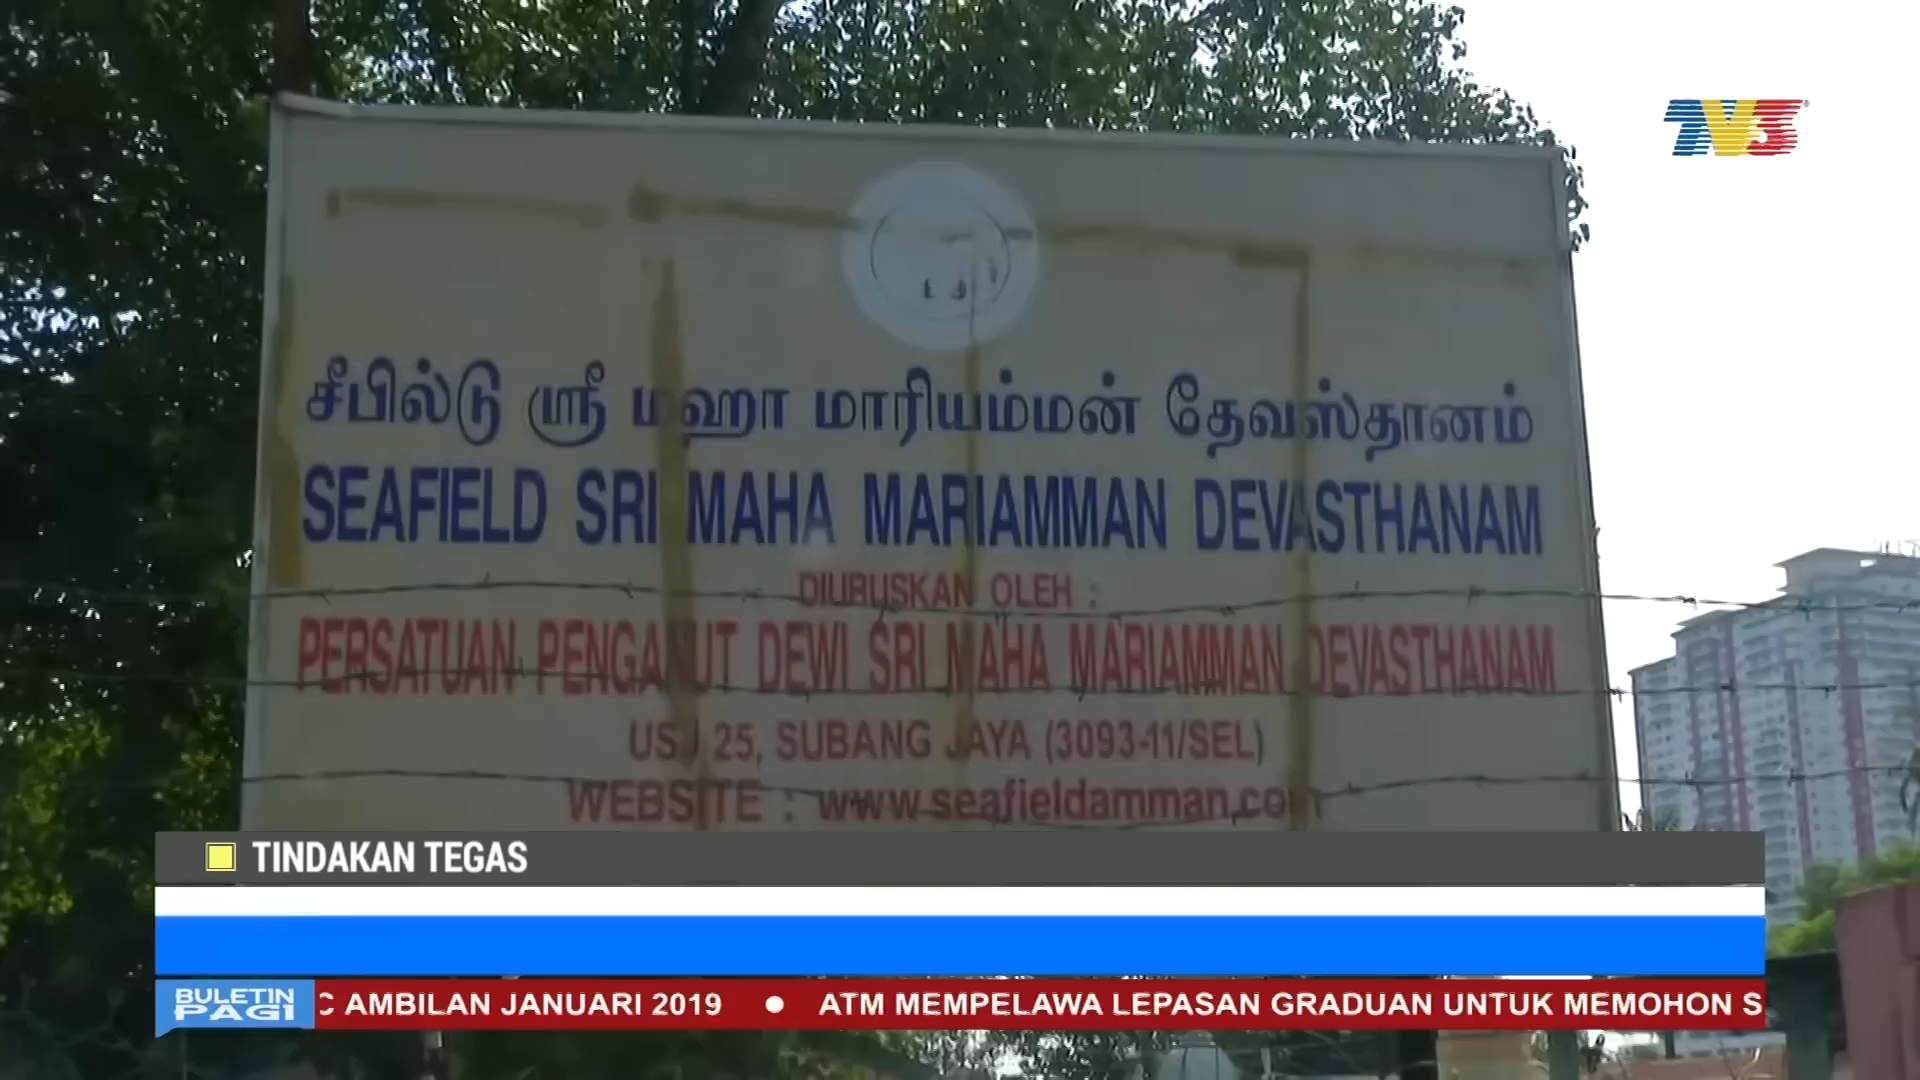 TV3
சீபில்டு ஸ்ரீ மஹா மாரியம்மன் தேவஸ்தானம்
SEAFIELD SRI MAHA MARIAMMAN DEVASTHANAM
DIURUSKAN OLEH :
PERSATUAN PENGANUT DEWI SRI MAHA MARIAMMAN DEVASTHANAM
USJ 25, SUBANG JAYA (3093-11/SEL)
WEBSITE : www.seafieldamman.com
TINDAKAN TEGAS
BULETIN PAGI
C AMBILAN JANUARI 2019 ● ATM MEMPELAWA LEPASAN GRADUAN UNTUK MEMOHON S